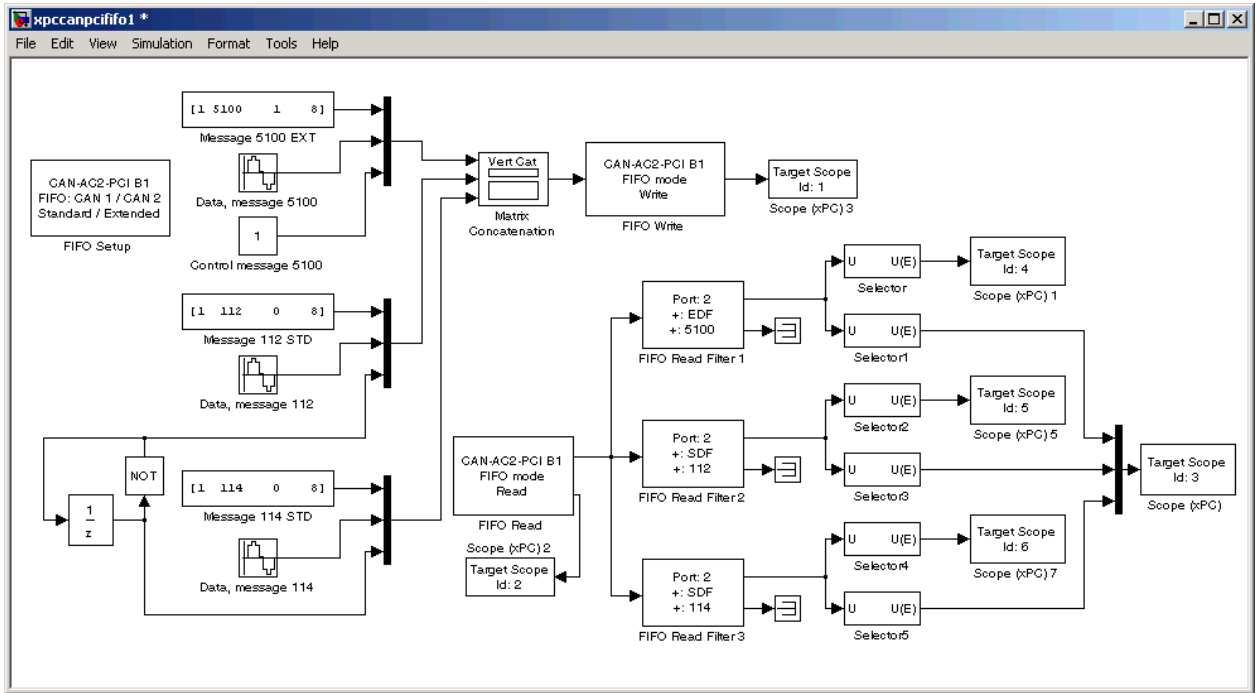 xpccanpcififo1 *
File Edit View Simulation Format Tools Help
[1 5100 1 8]
Message 5100 EXT
Data, message 5100
1
Control message 5100
CAN-AC2-PCI B1
FIFO: CAN 1 / CAN 2
Standard / Extended
FIFO Setup
Vert Cat
Matrix
Concatenation
CAN-AC2-PCI B1
FIFO mode
Write
FIFO Write
Target Scope
Id: 1
Scope (xPC) 3
[1 112 0 8]
Message 112 STD
Data, message 112
NOT
1
z
[1 114 0 8]
Message 114 STD
Data, message 114
CAN-AC2-PCI B1
FIFO mode
Read
FIFO Read
Scope (xPC) 2
Target Scope
Id: 2
Port: 2
+: EDF
+: 5100
FIFO Read Filter 1
U U(E)
Selector
Target Scope
Id: 4
Scope (xPC) 1
U U(E)
Selector1
Port: 2
+: SDF
+: 112
FIFO Read Filter 2
U U(E)
Selector2
Target Scope
Id: 5
Scope (xPC) 5
U U(E)
Selector3
Port: 2
+: SDF
+: 114
FIFO Read Filter 3
U U(E)
Selector4
Target Scope
Id: 6
Scope (xPC) 7
U U(E)
Selector5
Target Scope
Id: 3
Scope (xPC)